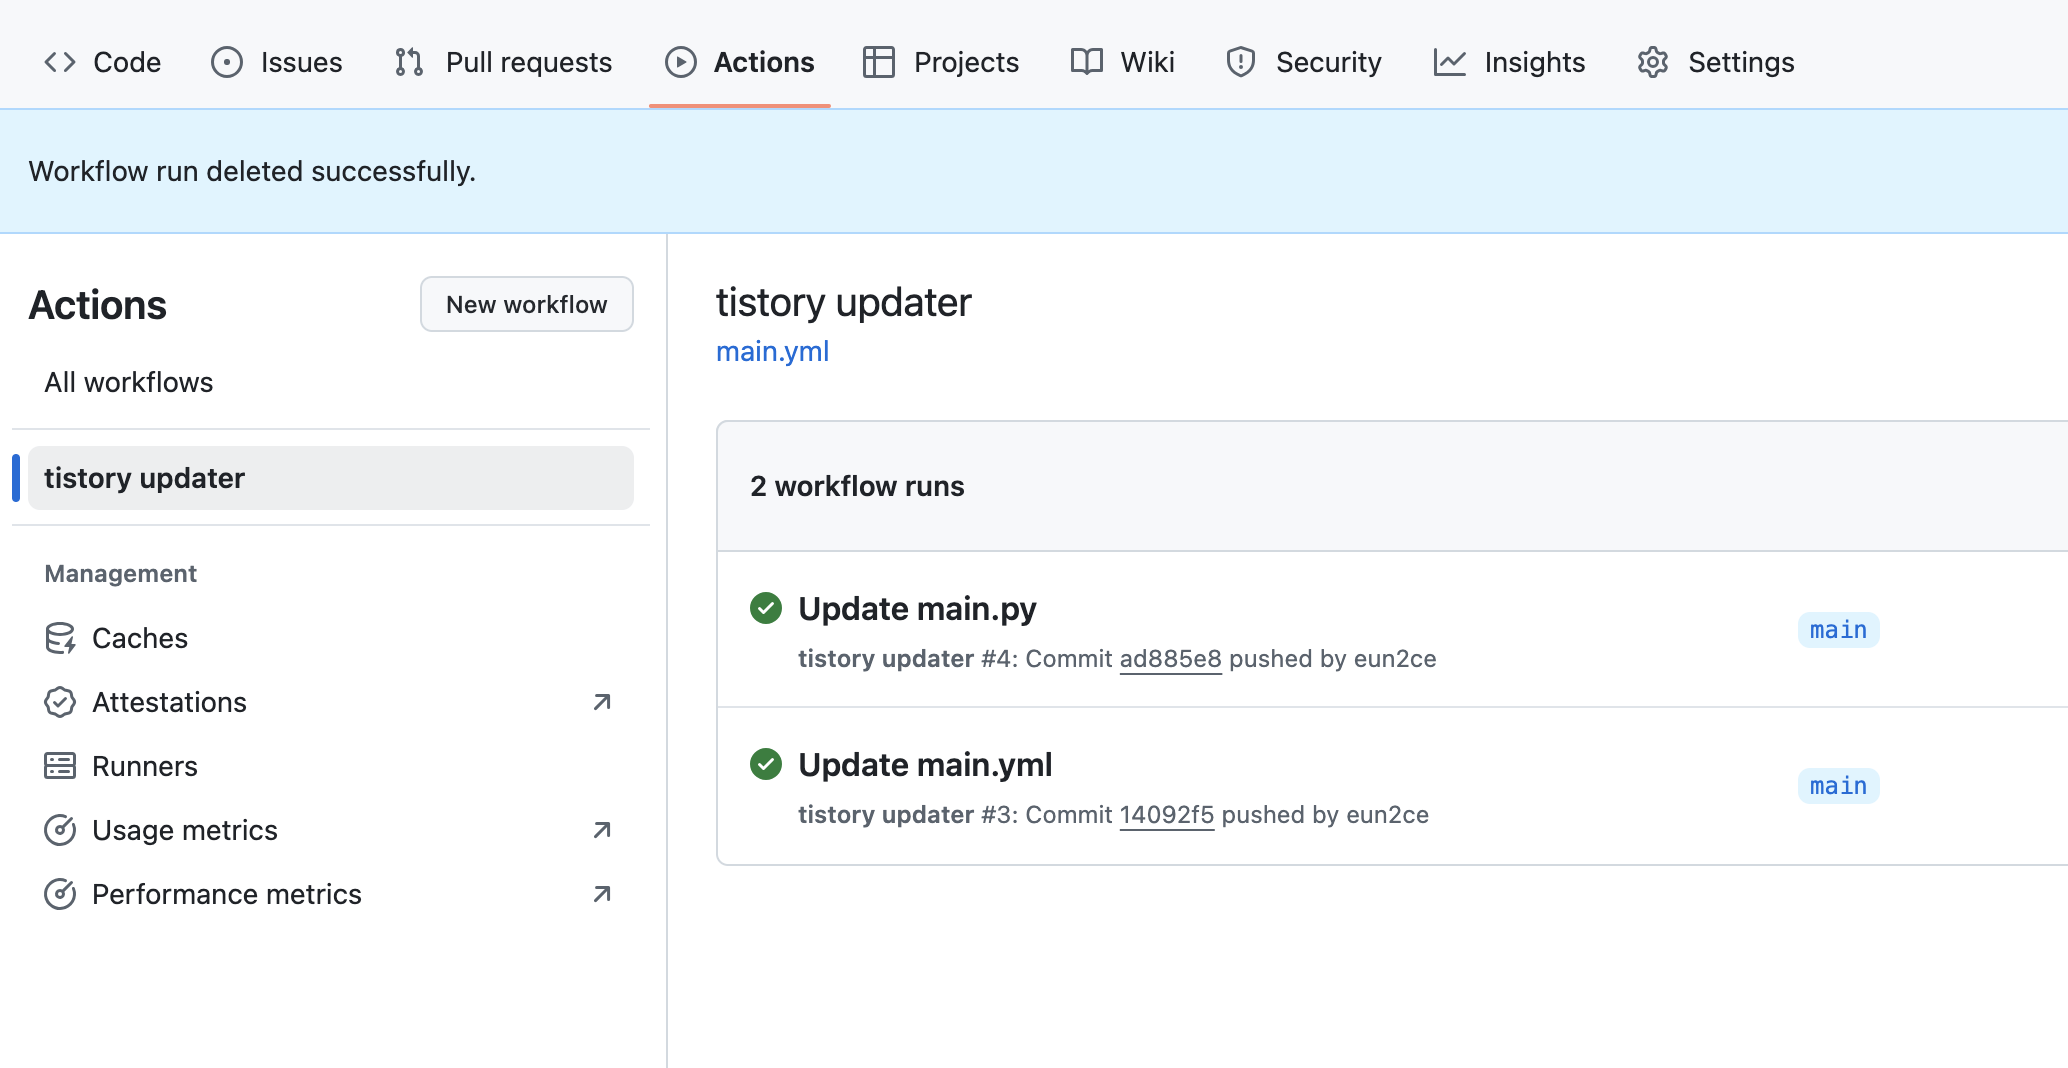 Code Issues Pull requests Actions Projects Wiki Security Insights Settings
Workflow run deleted successfully.
Actions
New workflow
All workflows
tistory updater
Management
Caches
Attestations
Runners
Usage metrics
Performance metrics
tistory updater
main.yml
2 workflow runs
Update main.py
tistory updater #4: Commit ad885e8 pushed by eun2ce
main
Update main.yml
tistory updater #3: Commit 14092f5 pushed by eun2ce
main